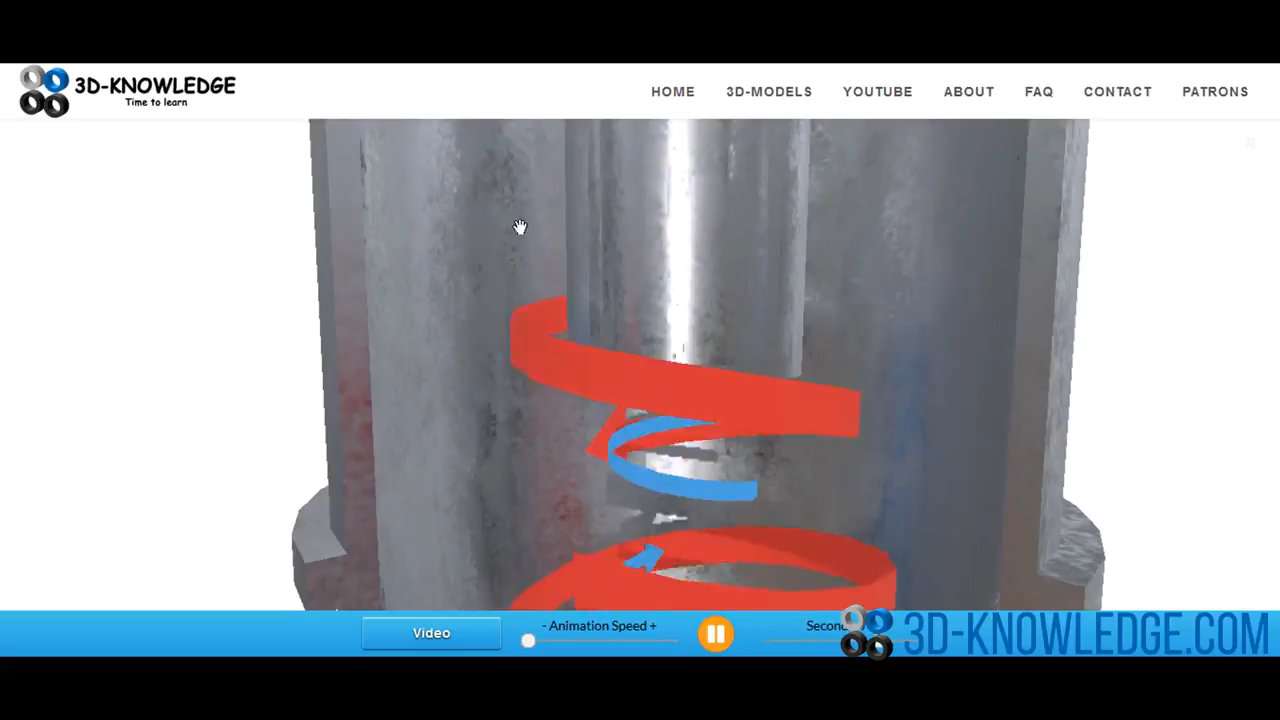 3D-KNOWLEDGE
Time to learn
HOME 3D-MODELS YOUTUBE ABOUT FAQ CONTACT PATRONS
Video
- Animation Speed +
3D-KNOWLEDGE.COM